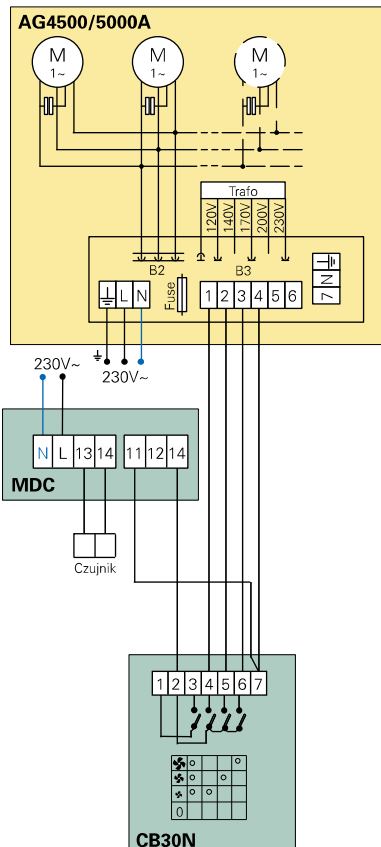 AG4500/5000A
M
1~
M
1~
M
1~
Trafo
120V
140V
170V
200V
230V
B2
B3
L N
Fuse
1 2 3 4 5 6
7 N
230V~
230V~
N L 13 14
11 12 14
MDC
Czujnik
1 2 3 4 5 6 7
0
CB30N